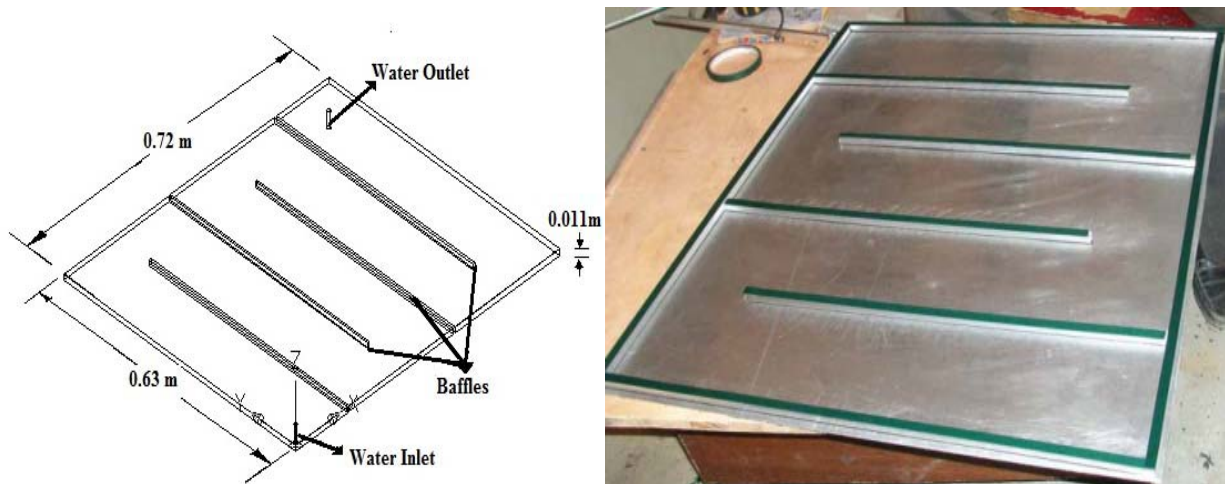 Water Outlet
0.72 m
0.011m
Z
Y
X
0.63 m
Baffles
Water Inlet